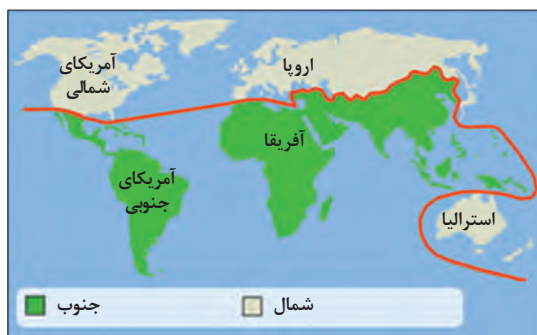 آمریکای
شمالی
اروپا
آفریقا
آمریکای
جنوبی
استرالیا
شمال
جنوب